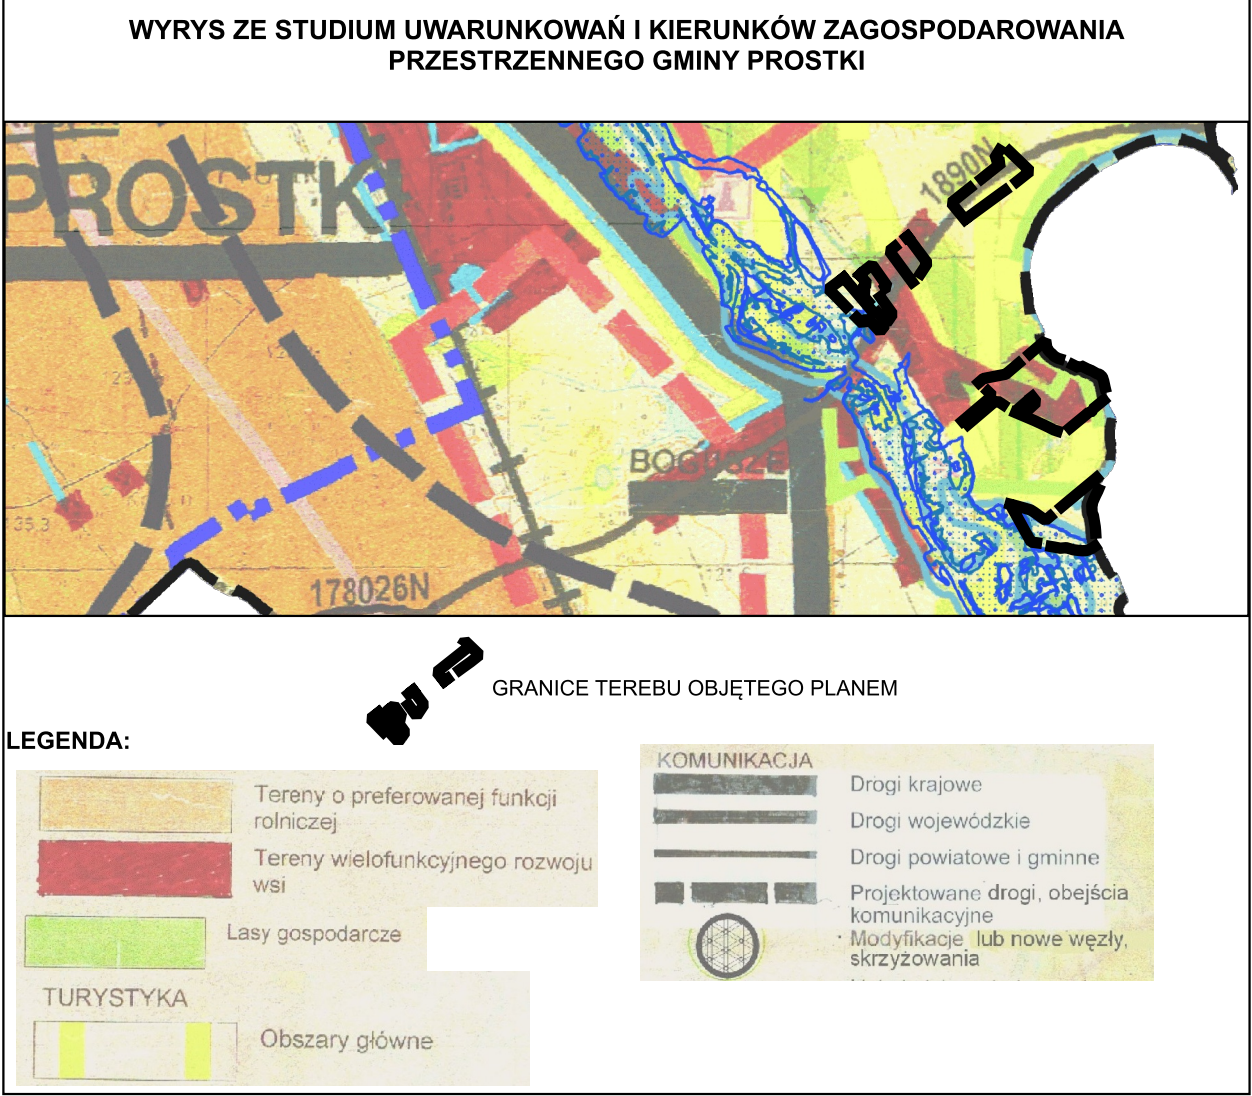 WYRYS ZE STUDIUM UWARUNKOWAŃ I KIERUNKÓW ZAGOSPODAROWANIA
PRZESTRZENNEGO GMINY PROSTKI
PROSTKI
1890N
BOGUSZE
178026N
GRANICE TEREBU OBJĘTEGO PLANEM
LEGENDA:
Tereny o preferowanej funkcji
rolniczej
Tereny wielofunkcyjnego rozwoju
wsi
Lasy gospodarcze
TURYSTYKA
Obszary główne
KOMUNIKACJA
Drogi krajowe
Drogi wojewódzkie
Drogi powiatowe i gminne
Projektowane drogi, obejścia
komunikacyjne
Modyfikacje lub nowe węzły,
skrzyżowania